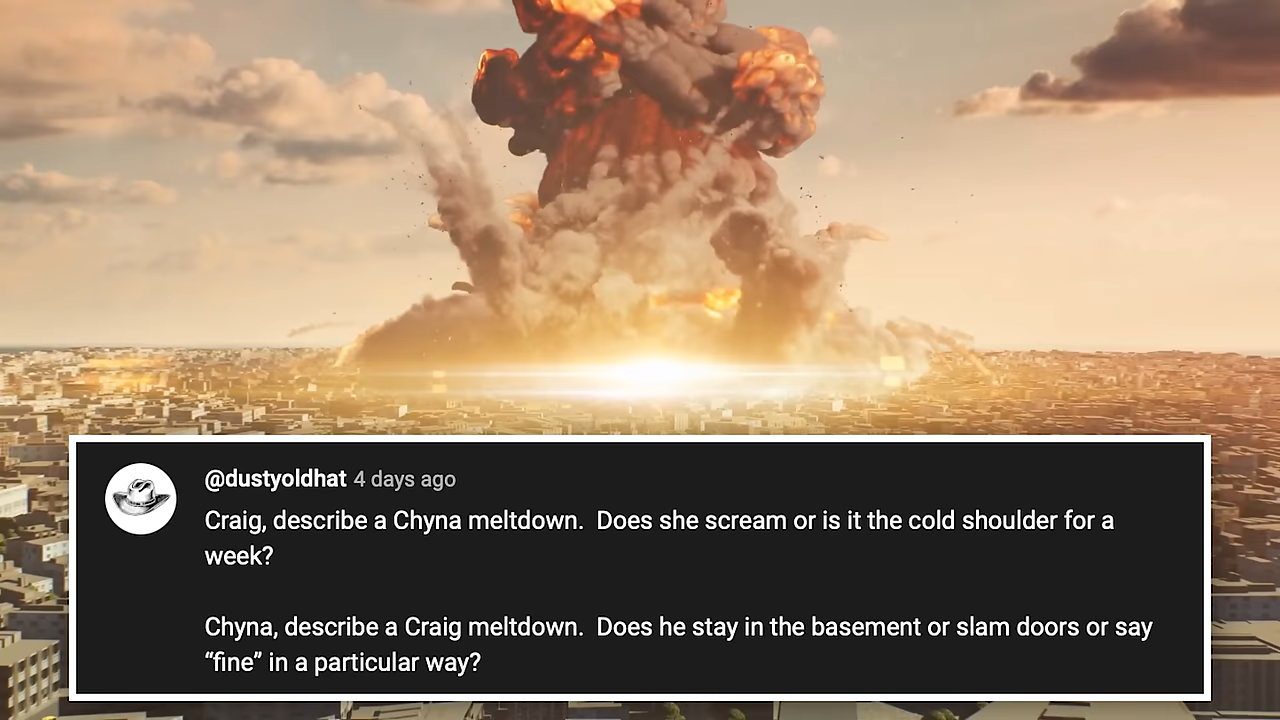 @dustyoldhat 4 days ago
Craig, describe a Chyna meltdown.  Does she scream or is it the cold shoulder for a
week?
Chyna, describe a Craig meltdown.  Does he stay in the basement or slam doors or say
“fine” in a particular way?